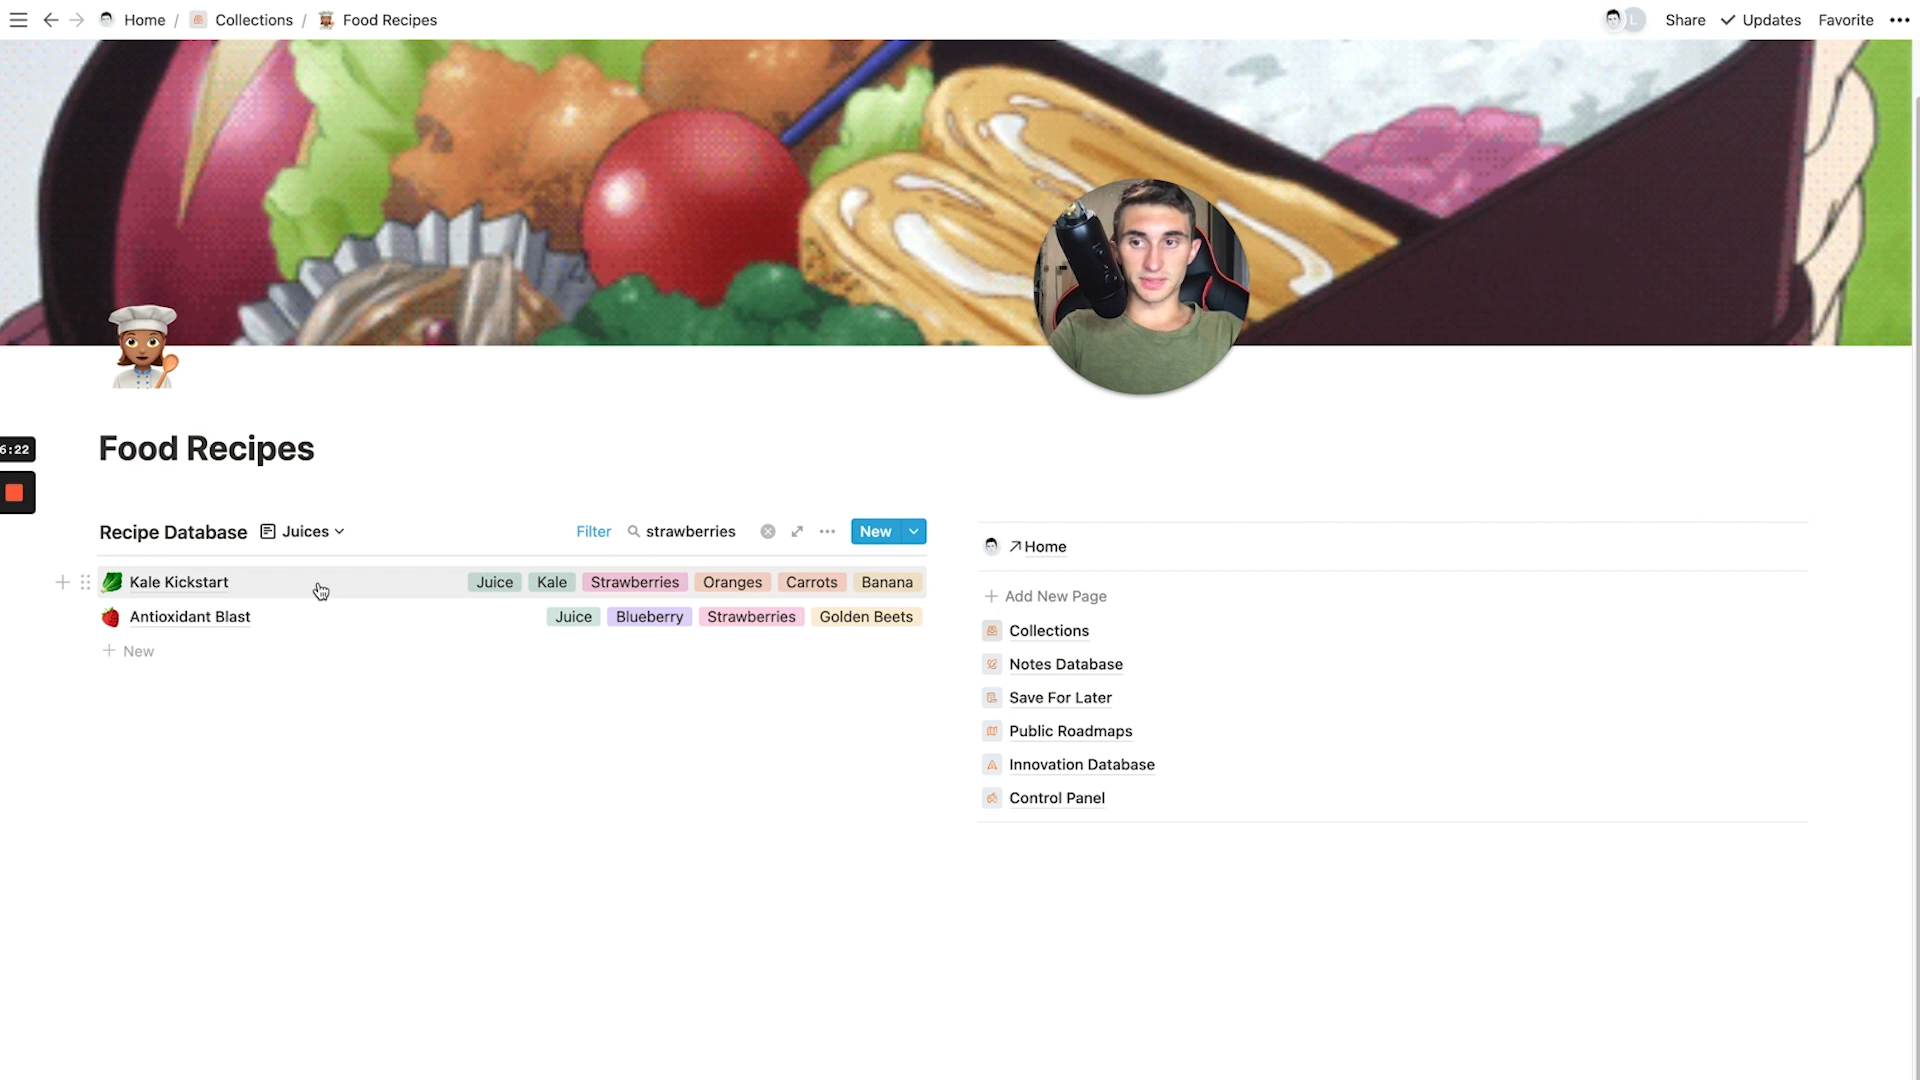 Home / Collections / Food Recipes
L Share Updates Favorite
Food Recipes
6:22
Recipe Database Juices Filter strawberries New
Kale Kickstart Juice Kale Strawberries Oranges Carrots Banana
Antioxidant Blast Juice Blueberry Strawberries Golden Beets
New
Home
Add New Page
Collections
Notes Database
Save For Later
Public Roadmaps
Innovation Database
Control Panel